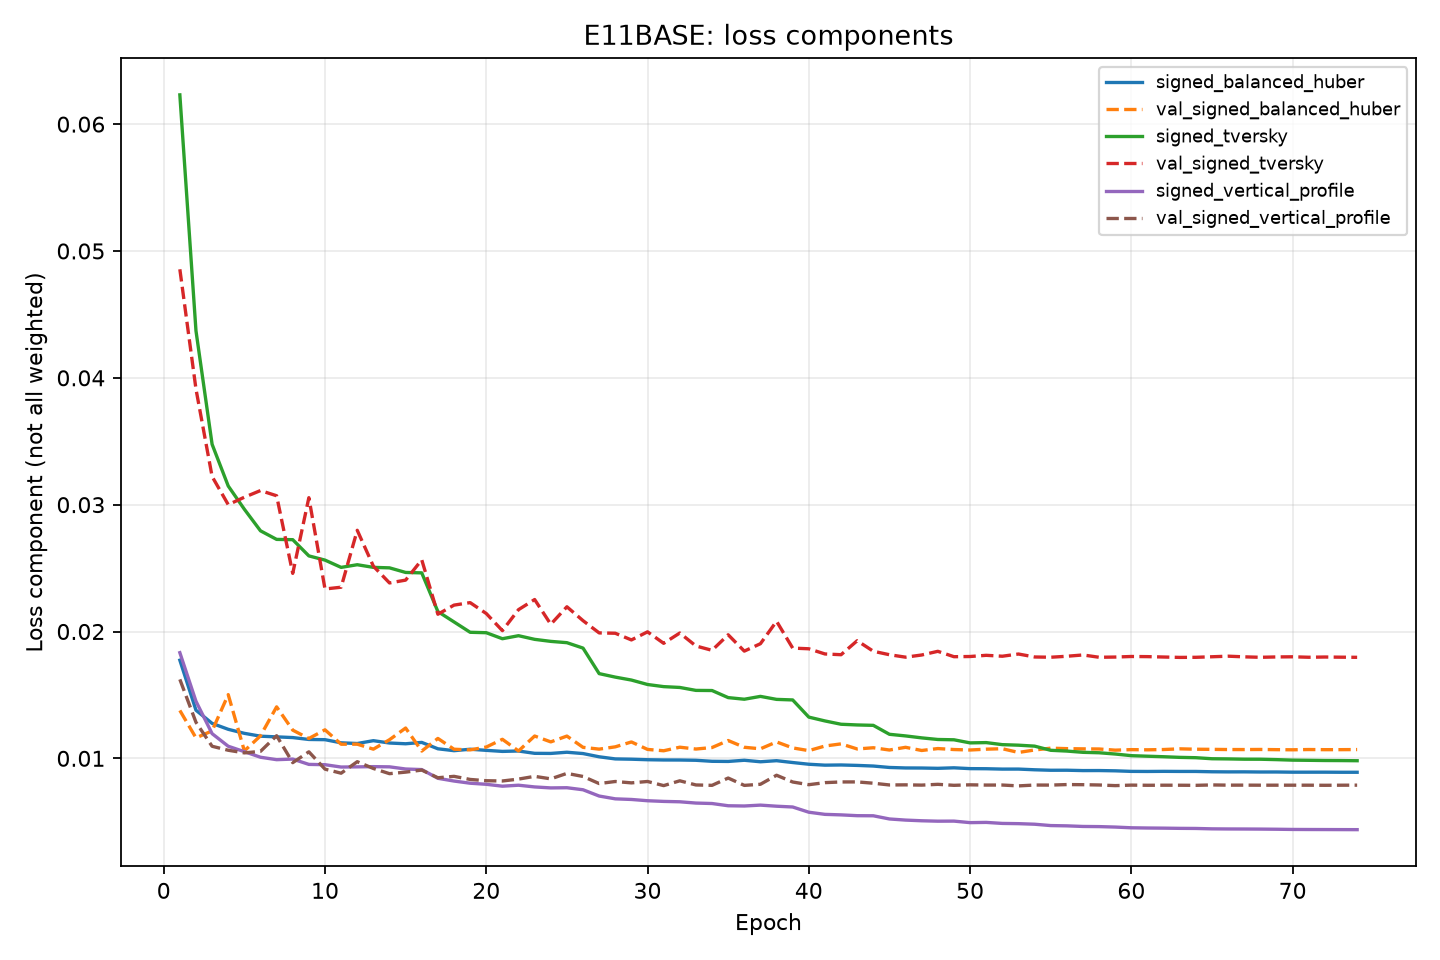 E11BASE: loss components
signed_balanced_huber
val_signed_balanced_huber
signed_tversky
val_signed_tversky
signed_vertical_profile
val_signed_vertical_profile
Loss component (not all weighted)
0.06
0.05
0.04
0.03
0.02
0.01
0 10 20 30 40 50 60 70
Epoch